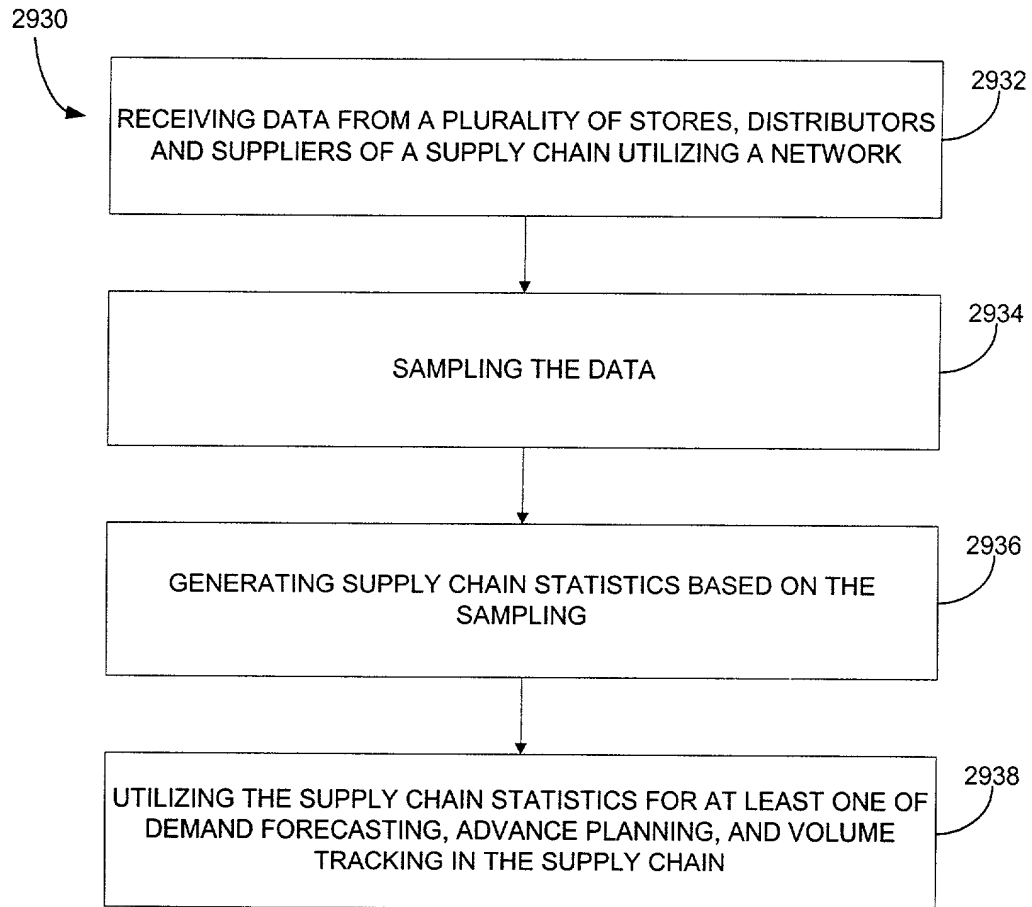 2930
2932
RECEIVING DATA FROM A PLURALITY OF STORES, DISTRIBUTORS
AND SUPPLIERS OF A SUPPLY CHAIN UTILIZING A NETWORK
2934
SAMPLING THE DATA
2936
GENERATING SUPPLY CHAIN STATISTICS BASED ON THE
SAMPLING
2938
UTILIZING THE SUPPLY CHAIN STATISTICS FOR AT LEAST ONE OF
DEMAND FORECASTING, ADVANCE PLANNING, AND VOLUME
TRACKING IN THE SUPPLY CHAIN